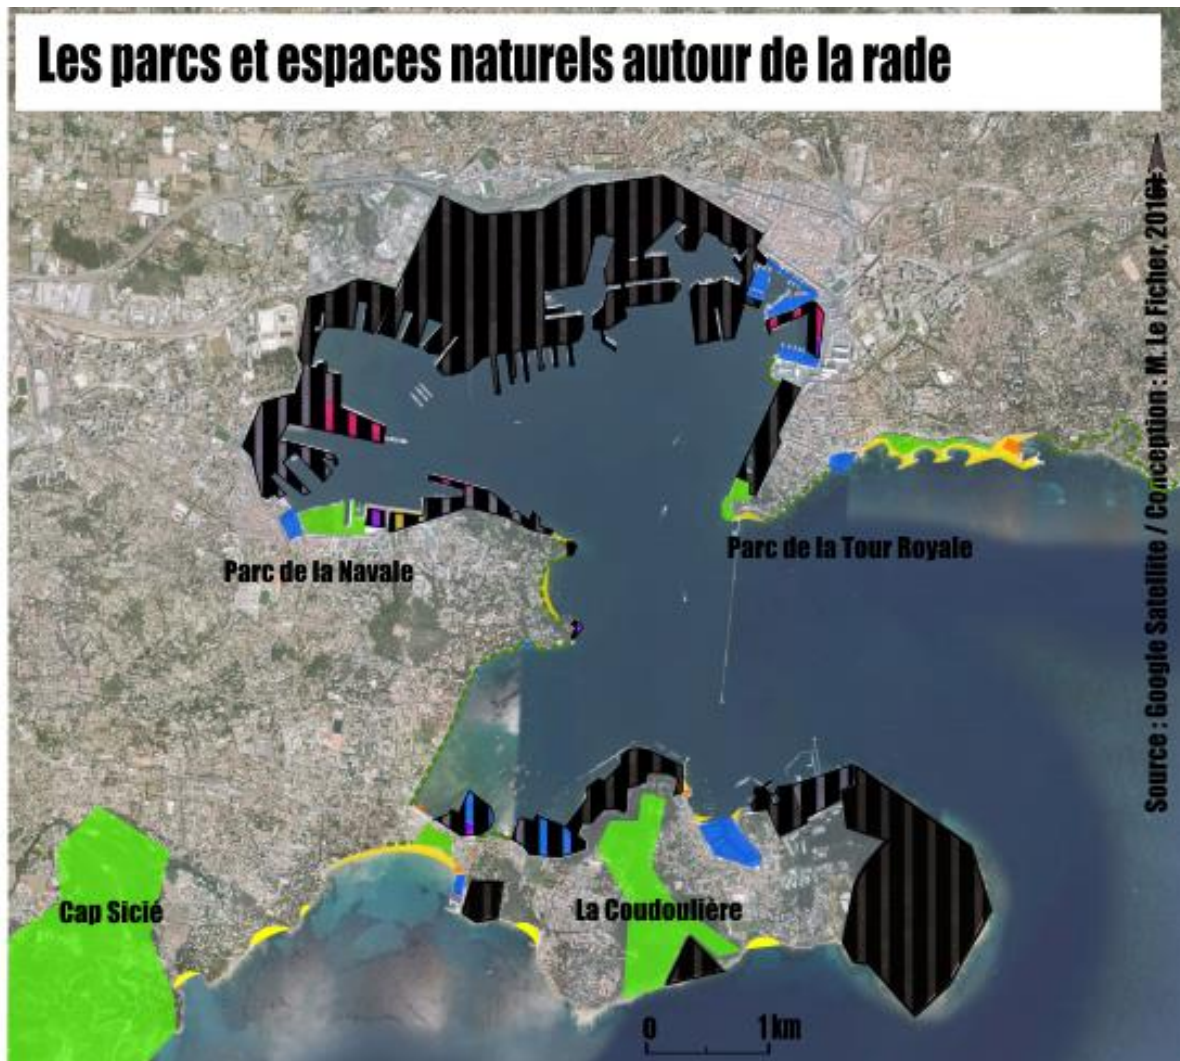 Les parcs et espaces naturels autour de la rade
Source : Google Satellite / Conception : M. Le Ficher, 2016
Parc de la Tour Royale
Parc de la Navale
Cap Sicié
La Coudoulière
0 1 km